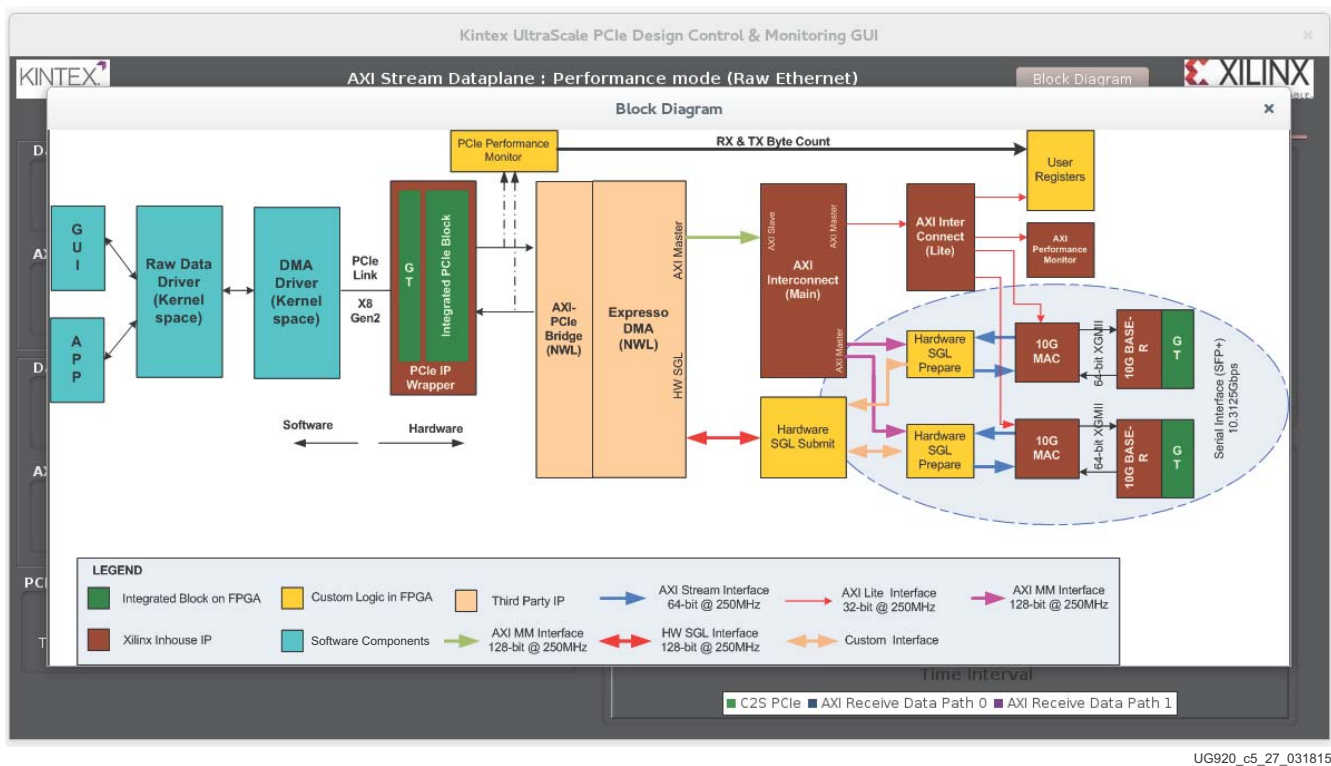 Kintex UltraScale PCIe Design Control & Monitoring GUI
KINTEX.
AXI Stream Dataplane : Performance mode (Raw Ethernet)
Block Diagram
XILINX
Block Diagram
PCIe Performance
Monitor
RX & TX Byte Count
User
Registers
G
U
I
A
P
P
Raw Data
Driver
(Kernel
space)
DMA
Driver
(Kernel
space)
PCIe
Link
X8
Gen2
G
T
Integrated PCIe Block
PCIe IP
Wrapper
AXI-
PCIe
Bridge
(NWL)
Expresso
DMA
(NWL)
AXI Master
HW SGL
AXI Slave
AXI Master
AXI
Interconnect
(Main)
AXI Master
AXI Inter
Connect
(Lite)
AXI
Performance
Monitor
Hardware
SGL Submit
Hardware
SGL
Prepare
10G
MAC
64-bit XGMII
10G BASE-
R
G
T
Hardware
SGL
Prepare
10G
MAC
64-bit XGMII
10G BASE-
R
G
T
Serial Interface (SFP+)
10.3125Gbps
Software
Hardware
LEGEND
Integrated Block on FPGA
Custom Logic in FPGA
Third Party IP
AXI Stream Interface
64-bit @ 250MHz
AXI Lite Interface
32-bit @ 250MHz
AXI MM Interface
128-bit @ 250MHz
Xilinx Inhouse IP
Software Components
AXI MM Interface
128-bit @ 250MHz
HW SGL Interface
128-bit @ 250MHz
Custom Interface
Time Interval
C2S PCIe AXI Receive Data Path 0 AXI Receive Data Path 1
UG920_c5_27_031815